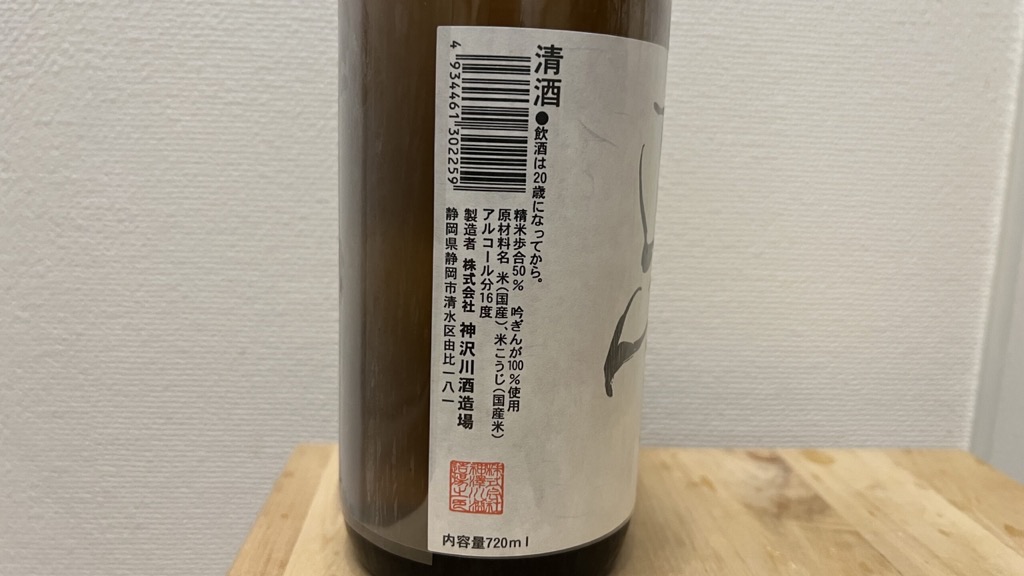 清酒
●飲酒は20歳になってから。
精米歩合50% 吟ぎんが100%使用
原材料名 米(国産)、米こうじ(国産米)
アルコール分16度
製造者 株式会社 神沢川酒造場
静岡県静岡市清水区由比一八一
4934461302259
内容量720ml